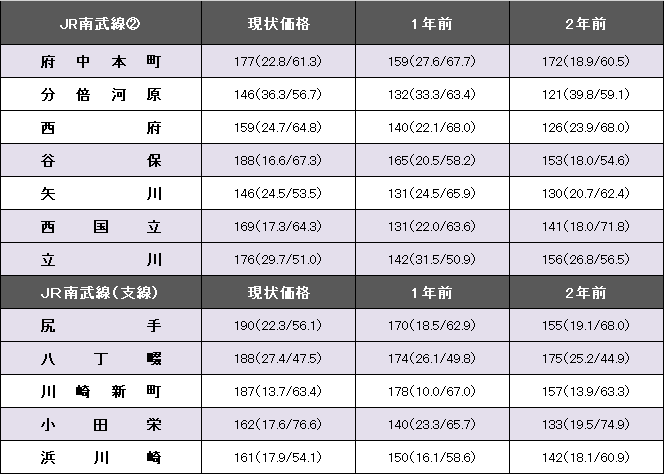 JR南武線② 現状価格 1年前 2年前
府中本町 177(22.8/61.3) 159(27.6/67.7) 172(18.9/60.5)
分倍河原 146(36.3/56.7) 132(33.3/63.4) 121(39.8/59.1)
西府 159(24.7/64.8) 140(22.1/68.0) 126(23.9/68.0)
谷保 188(16.6/67.3) 165(20.5/58.2) 153(18.0/54.6)
矢川 146(24.5/53.5) 131(24.5/65.9) 130(20.7/62.4)
西国立 169(17.3/64.3) 131(22.0/63.6) 141(18.0/71.8)
立川 176(29.7/51.0) 142(31.5/50.9) 156(26.8/56.5)
JR南武線(支線) 現状価格 1年前 2年前
尻手 190(22.3/56.1) 170(18.5/62.9) 155(19.1/68.0)
八丁畷 188(27.4/47.5) 174(26.1/49.8) 175(25.2/44.9)
川崎新町 187(13.7/63.4) 178(10.0/67.0) 157(13.9/63.3)
小田栄 162(17.6/76.6) 140(23.3/65.7) 133(19.5/74.9)
浜川崎 161(17.9/54.1) 150(16.1/58.6) 142(18.1/60.9)